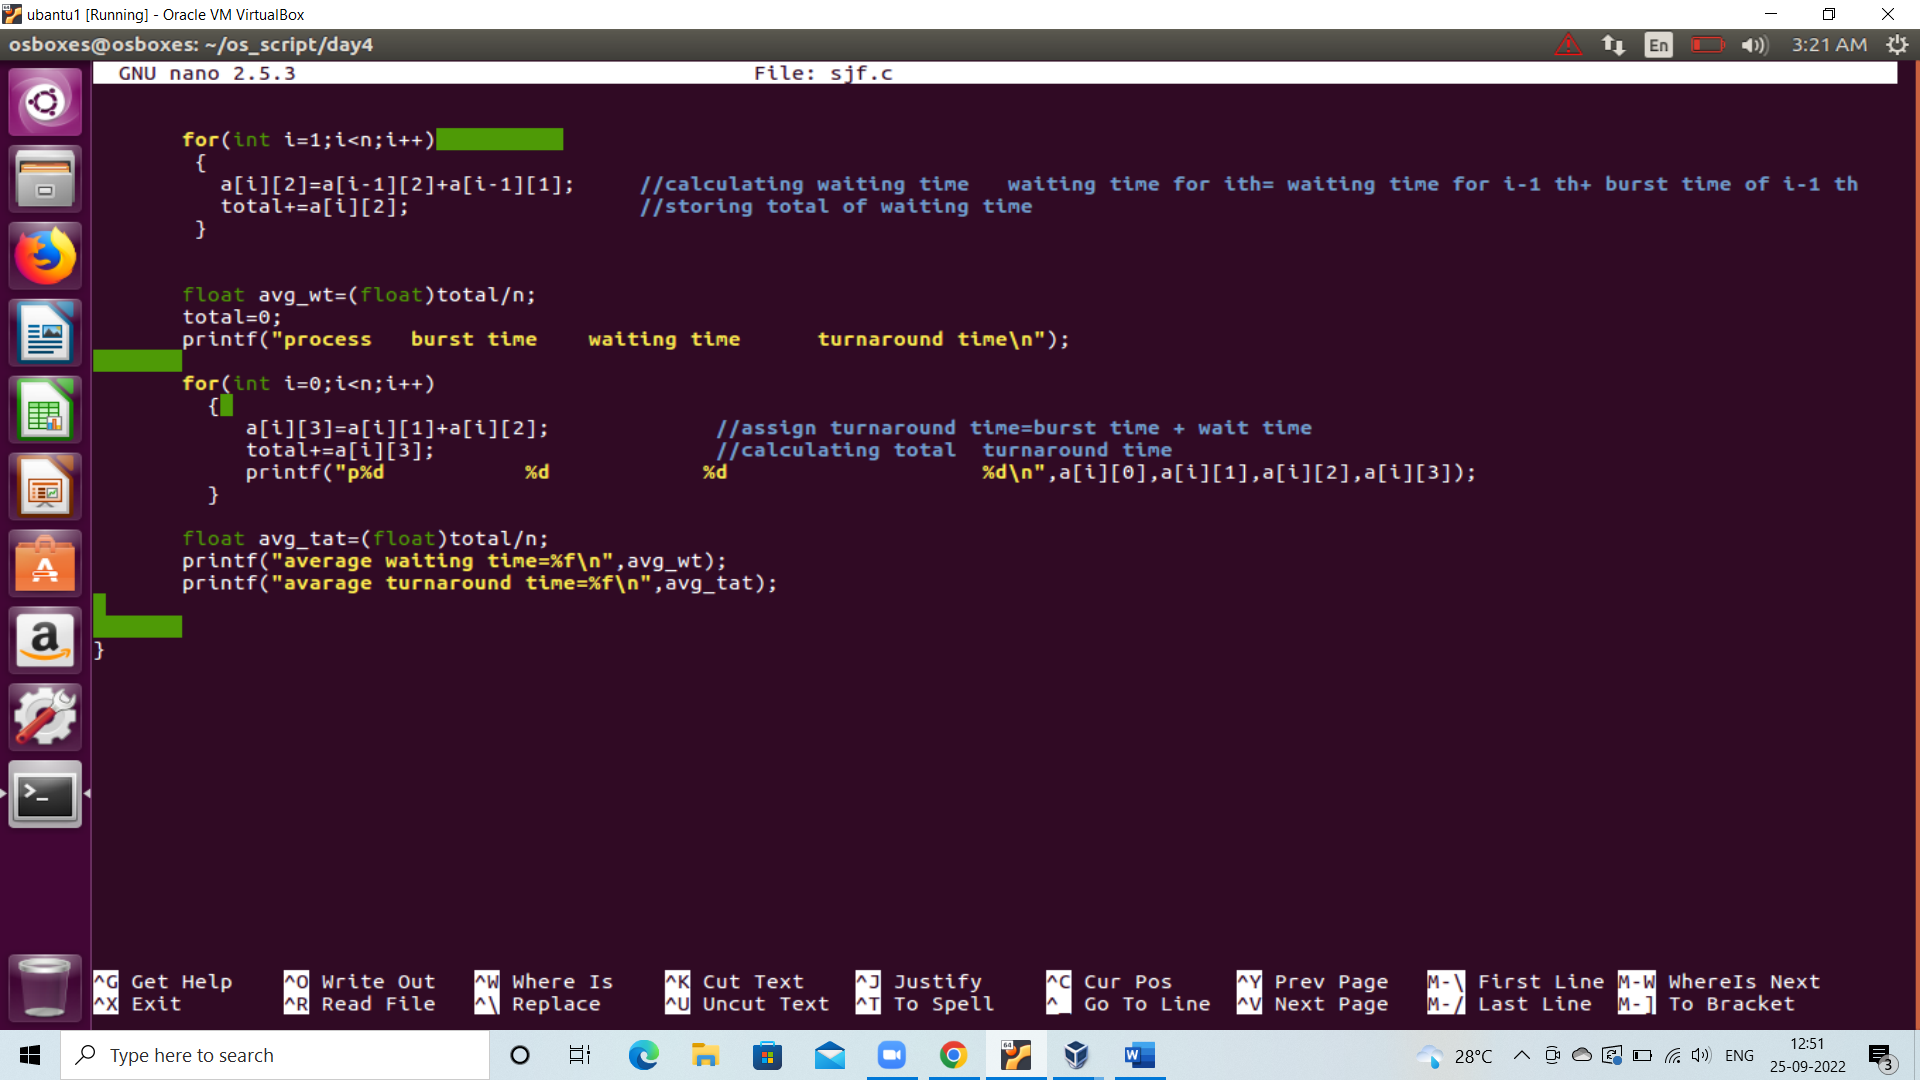 ubantu1 [Running] - Oracle VM VirtualBox
osboxes@osboxes: ~/os_script/day4
En 3:21 AM
GNU nano 2.5.3 File: sjf.c
for(int i=1;i<n;i++)
{
a[i][2]=a[i-1][2]+a[i-1][1]; //calculating waiting time waiting time for ith= waiting time for i-1 th+ burst time of i-1 th
total+=a[i][2]; //storing total of waiting time
}
float avg_wt=(float)total/n;
total=0;
printf("process burst time waiting time turnaround time\n");
for(int i=0;i<n;i++)
{
a[i][3]=a[i][1]+a[i][2]; //assign turnaround time=burst time + wait time
total+=a[i][3]; //calculating total turnaround time
printf("p%d %d %d %d\n",a[i][0],a[i][1],a[i][2],a[i][3]);
}
float avg_tat=(float)total/n;
printf("average waiting time=%f\n",avg_wt);
printf("avarage turnaround time=%f\n",avg_tat);
}
^G Get Help ^O Write Out ^W Where Is ^K Cut Text ^J Justify ^C Cur Pos ^Y Prev Page M-\ First Line M-W WhereIs Next
^X Exit ^R Read File ^\ Replace ^U Uncut Text ^T To Spell ^_ Go To Line ^V Next Page M-/ Last Line M-] To Bracket
Type here to search
28°C ENG
12:51
25-09-2022
3